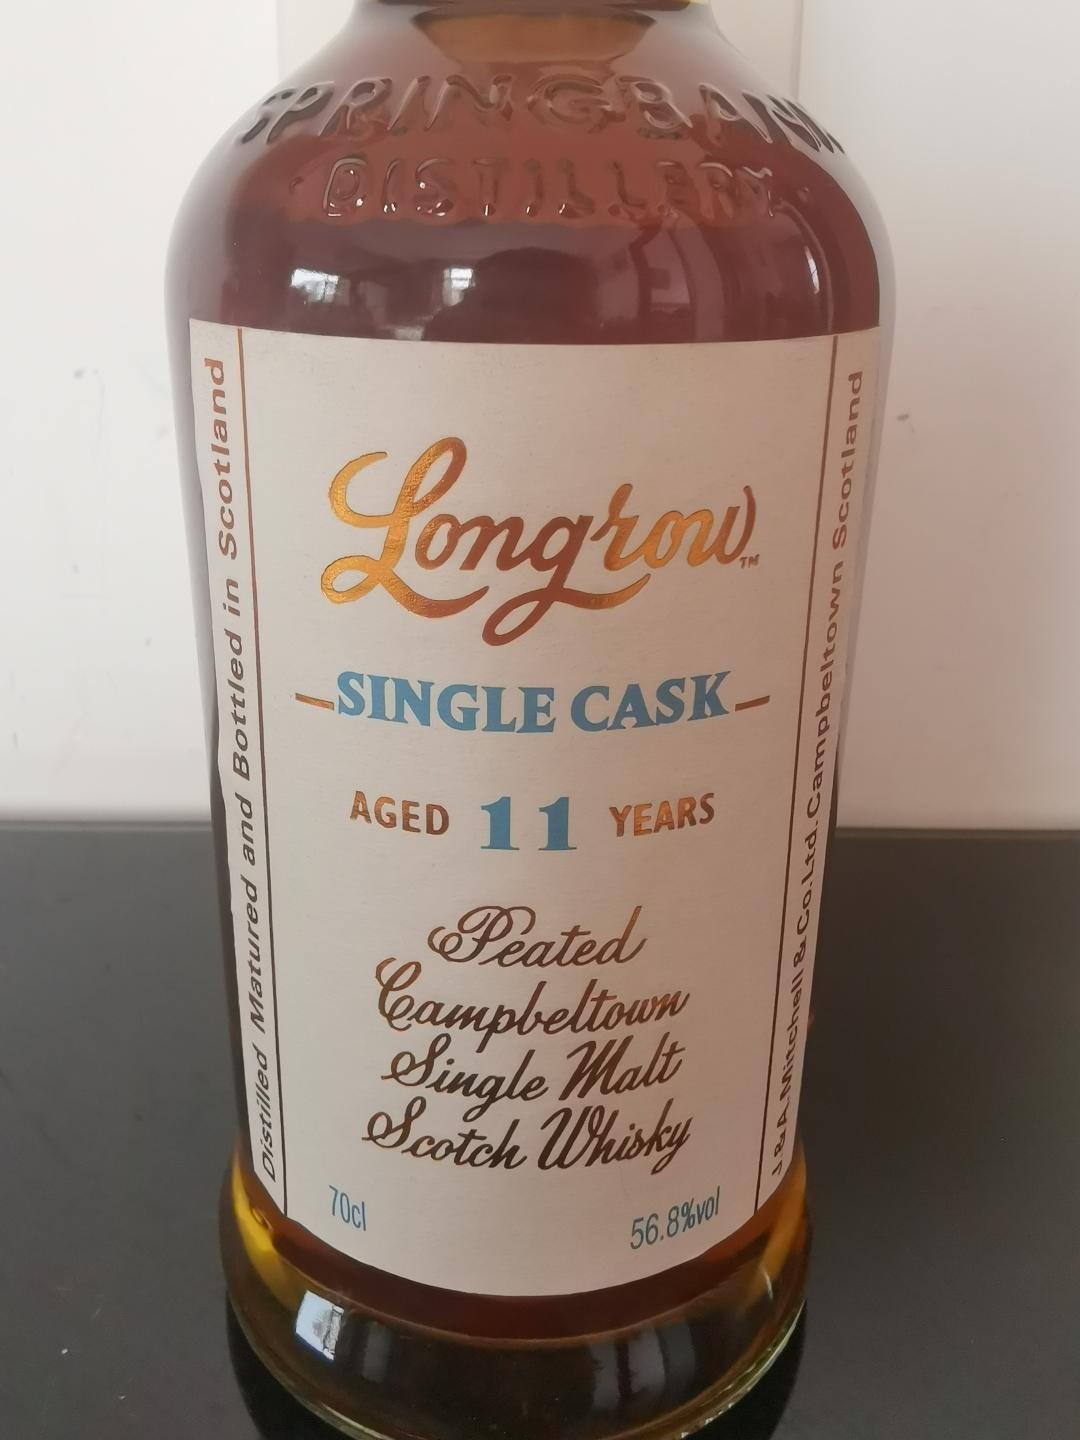 SPRINGBANK
DISTILLERY
Longrow™
SINGLE CASK
AGED 11 YEARS
Peated
Campbeltown
Single Malt
Scotch Whisky
70cl
56.8%vol
Distilled Matured and Bottled in Scotland
J.&A.Mitchell & Co.Ltd.Campbeltown Scotland